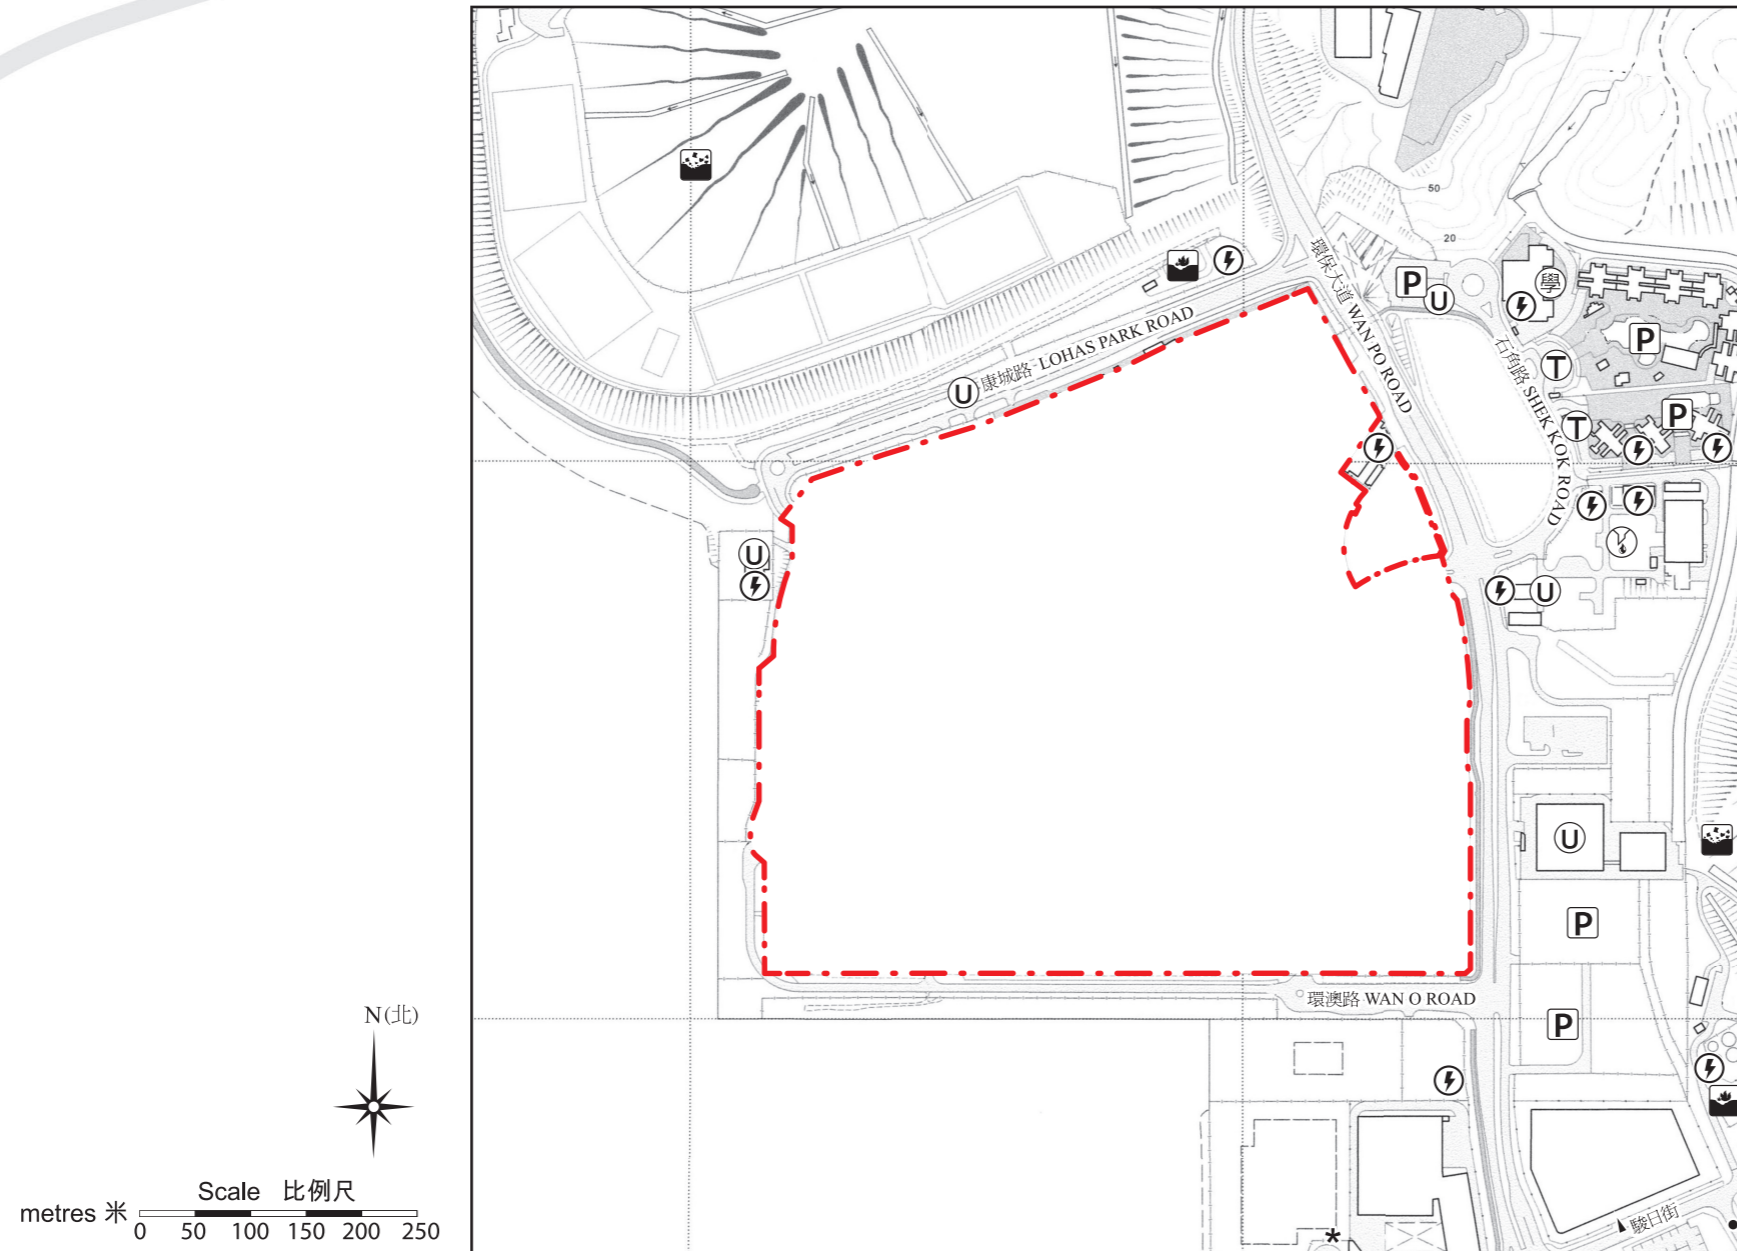 50
20
環保大道 WAN PO ROAD
P
U
學
康城路 LOHAS PARK ROAD
石角路 SHEK KOK ROAD
P
T
U
P
T
U
U
U
P
N(北)
環澳路 WAN O ROAD
P
Scale 比例尺
metres 米
0 50 100 150 200 250
駿日街
*